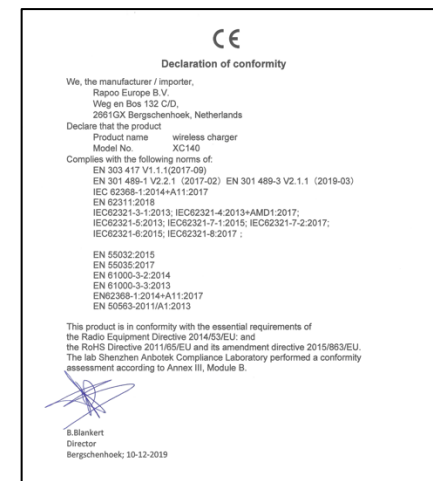 CE
Declaration of conformity
We, the manufacturer / importer,
Rapoo Europe B.V.
Weg en Bos 132 C/D,
2661GX Bergschenhoek, Netherlands
Declare that the product
Product name wireless charger
Model No. XC140
Complies with the following norms of:
EN 303 417 V1.1.1(2017-09)
EN 301 489-1 V2.2.1（2017-02）EN 301 489-3 V2.1.1（2019-03）
IEC 62368-1:2014+A11:2017
EN 62311:2018
IEC62321-3-1:2013; IEC62321-4:2013+AMD1:2017;
IEC62321-5:2013; IEC62321-7-1:2015; IEC62321-7-2:2017;
IEC62321-6:2015; IEC62321-8:2017 ;
EN 55032:2015
EN 55035:2017
EN 61000-3-2:2014
EN 61000-3-3:2013
EN62368-1:2014+A11:2017
EN 50563-2011/A1:2013
This product is in conformity with the essential requirements of
the Radio Equipment Directive 2014/53/EU: and
the RoHS Directive 2011/65/EU and its amendment directive 2015/863/EU.
The lab Shenzhen Anbotek Compliance Laboratory performed a conformity
assessment according to Annex III, Module B.
B.Blankert
Director
Bergschenhoek; 10-12-2019